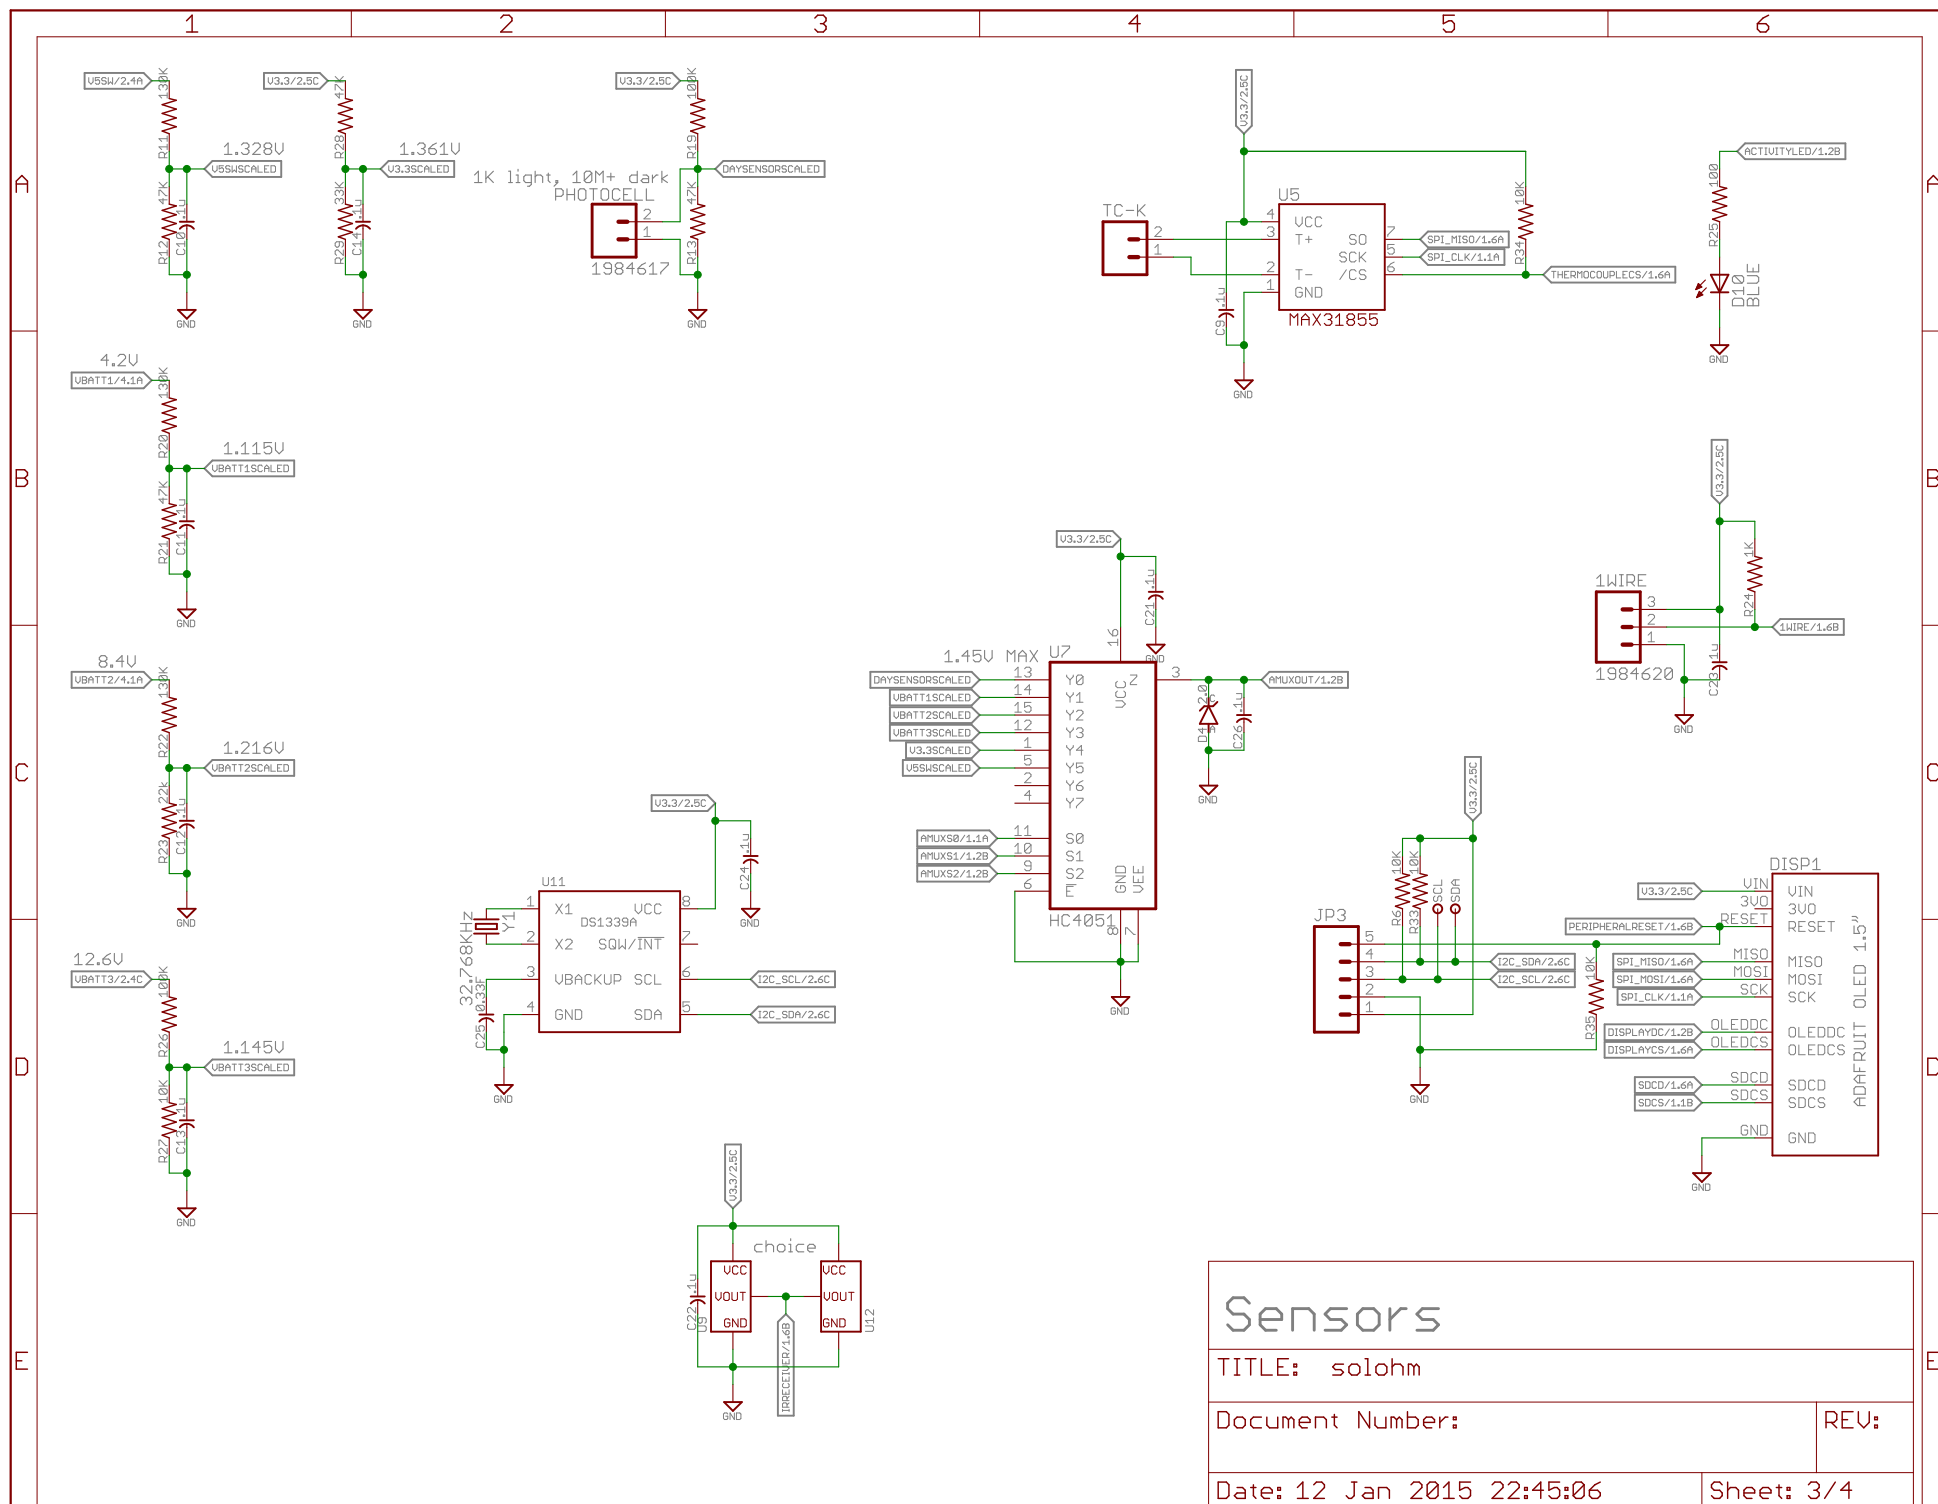 1 2 3 4 5 6
A
B
C
D
E
A
B
C
D
E
V5SW/2.4A
130K
R11
1.328V
V5SWSCALED
47K
R12
C10
.1u
GND
V3.3/2.5C
47K
R28
1.361V
V3.3SCALED
33K
R29
C14
.1u
GND
V3.3/2.5C
100K
R19
DAYSENSORSCALED
1K light, 10M+ dark
PHOTOCELL
2
1
1984617
47K
R13
GND
V3.3/2.5C
TC-K
2
1
U5
4 VCC
3 T+
2 T-
1 GND
SO 7
SCK 5
/CS 6
MAX31855
C9
.1u
GND
10K
R34
SPI_MISO/1.6A
SPI_CLK/1.1A
THERMOCOUPLECS/1.6A
ACTIVITYLED/1.2B
100
R25
D10
BLUE
GND
4.2V
VBATT1/4.1A
130K
R20
1.115V
VBATT1SCALED
47K
R21
C11
.1u
GND
8.4V
VBATT2/4.1A
130K
R22
1.216V
VBATT2SCALED
22k
R23
C12
.1u
GND
12.6V
VBATT3/2.4C
100K
R26
1.145V
VBATT3SCALED
10K
R27
C13
.1u
GND
V3.3/2.5C
C24
.1u
GND
U11
DS1339A
1 X1
2 X2
3 VBACKUP
4 GND
VCC 8
SQW/INT 7
SCL 6
SDA 5
32.768KHZ
Y1
C25
0.33F
GND
I2C_SCL/2.6C
I2C_SDA/2.6C
V3.3/2.5C
C21
.1u
GND
1.45V MAX
U7
16
VCC
Z 3
DAYSENSORSCALED 13 Y0
VBATT1SCALED 14 Y1
VBATT2SCALED 15 Y2
VBATT3SCALED 12 Y3
V3.3SCALED 1 Y4
V5SWSCALED 5 Y5
2 Y6
4 Y7
AMUXS0/1.1A 11 S0
AMUXS1/1.2B 10 S1
AMUXS2/1.2B 9 S2
6 E
GND
VEE
HC4051
8
7
GND
AMUXOUT/1.2B
2.0
C26
.1u
GND
V3.3/2.5C
1K
R24
1WIRE
3
2
1
1984620
1WIRE/1.6B
C23
.1u
GND
V3.3/2.5C
10K
R6
10K
R33
SCL
SDA
JP3
5
4
3
2
1
I2C_SDA/2.6C
I2C_SCL/2.6C
10K
R35
GND
DISP1
V3.3/2.5C VIN VIN
3VO 3VO
PERIPHERALRESET/1.6B RESET RESET
SPI_MISO/1.6A MISO MISO
SPI_MOSI/1.6A MOSI MOSI
SPI_CLK/1.1A SCK SCK
DISPLAYDC/1.2B OLEDDC OLEDDC
DISPLAYCS/1.6A OLEDCS OLEDCS
SDCD/1.6A SDCD SDCD
SDCS/1.1B SDCS SDCS
GND GND
GND
ADAFRUIT OLED 1.5"
V3.3/2.5C
choice
C22
.1u
U9
VCC
VOUT
GND
VCC
VOUT
GND
U12
IRRECEIVER/1.6B
GND
Sensors
TITLE: solohm
Document Number:
REV:
Date: 12 Jan 2015 22:45:06
Sheet: 3/4